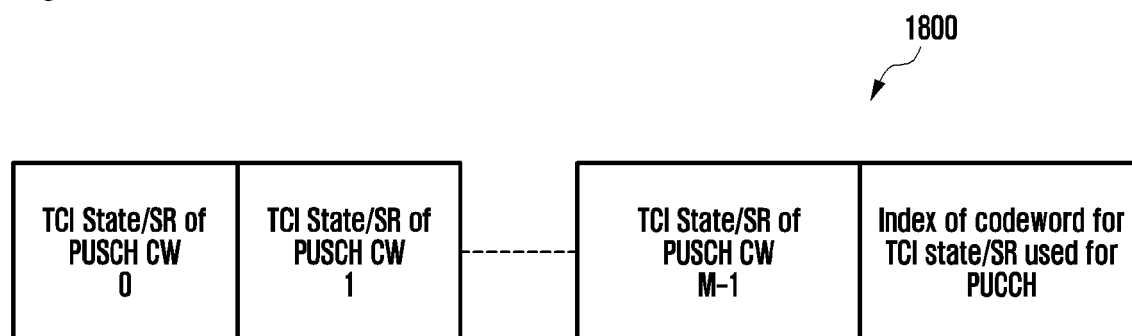 1800
TCI State/SR of
PUSCH CW
0
TCI State/SR of
PUSCH CW
1
TCI State/SR of
PUSCH CW
M-1
Index of codeword for
TCI state/SR used for
PUCCH